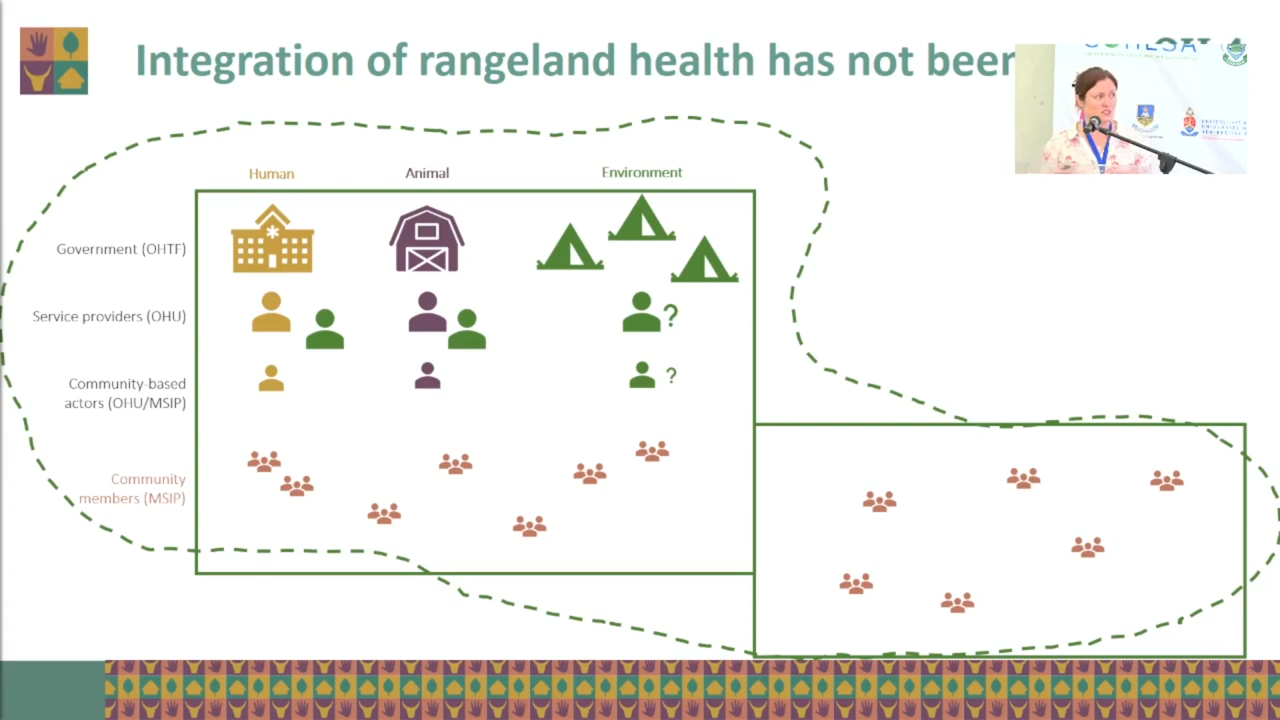 Integration of rangeland health has not been
COHESA
Human
Animal
Environment
Government (OHTF)
Service providers (OHU)
?
Community-based
actors (OHU/MSIP)
?
Community
members (MSIP)